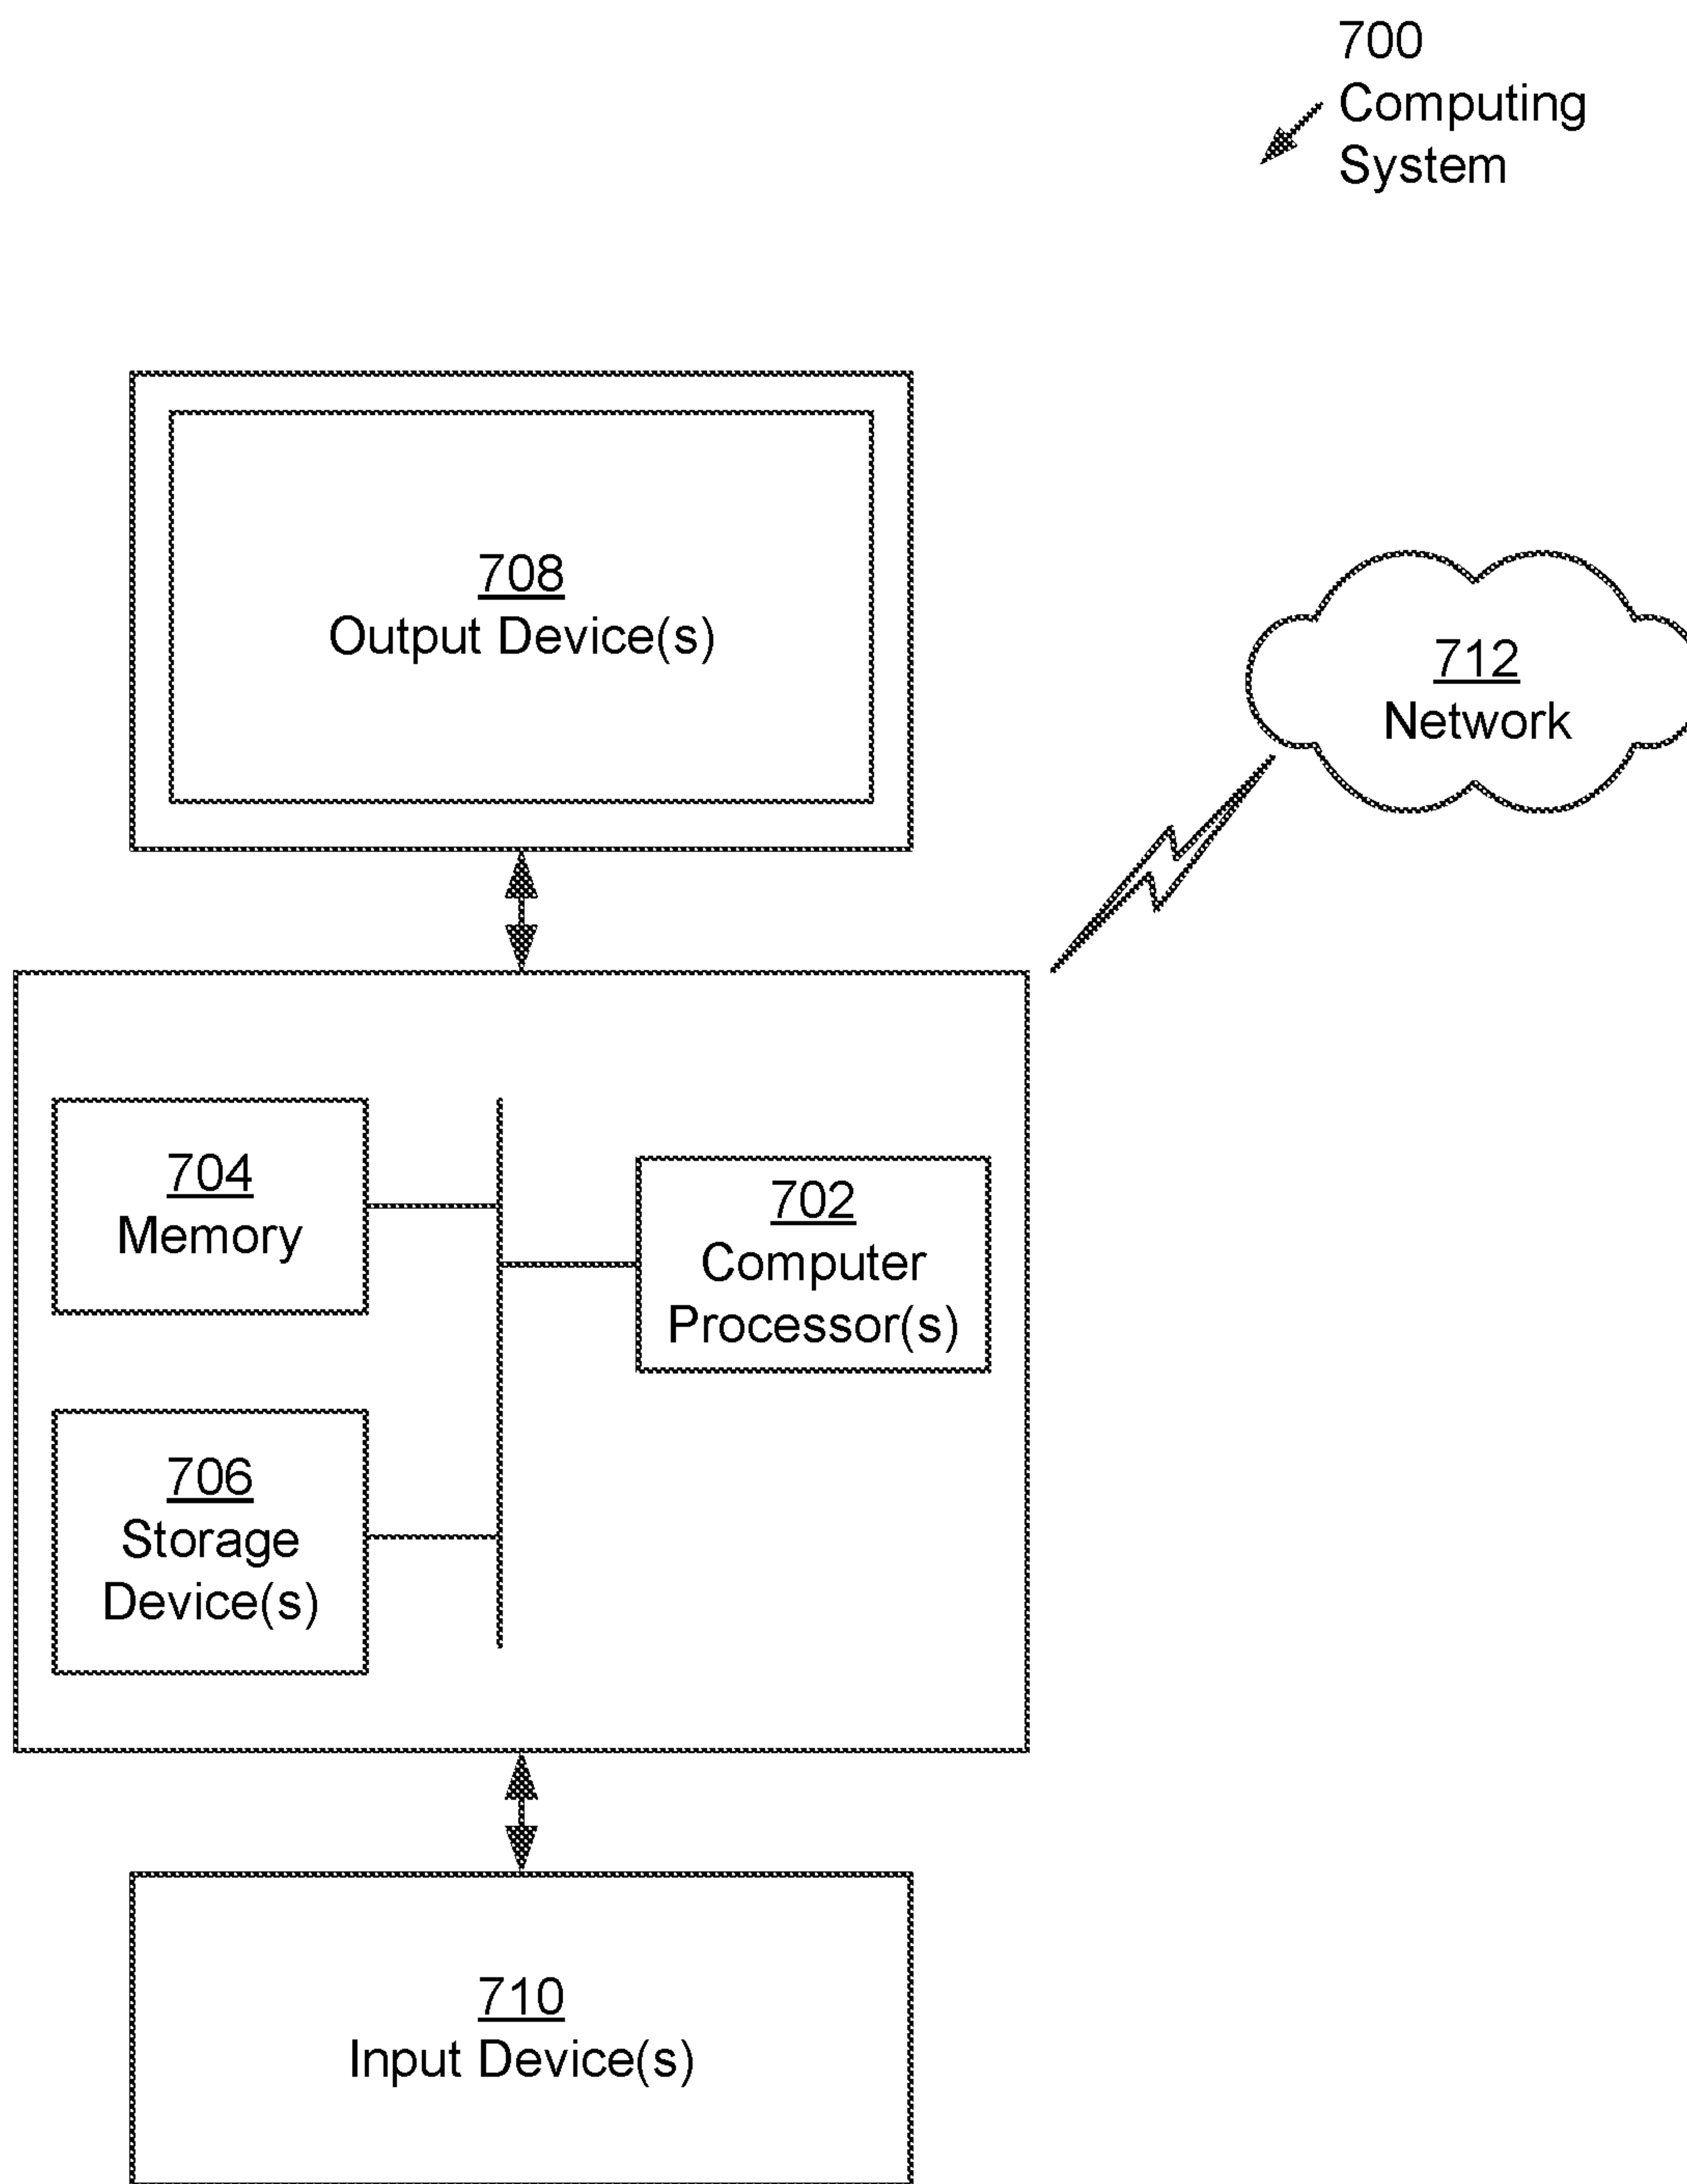 700
Computing
System
708
Output Device(s)
712
Network
704
Memory
702
Computer
Processor(s)
706
Storage
Device(s)
710
Input Device(s)